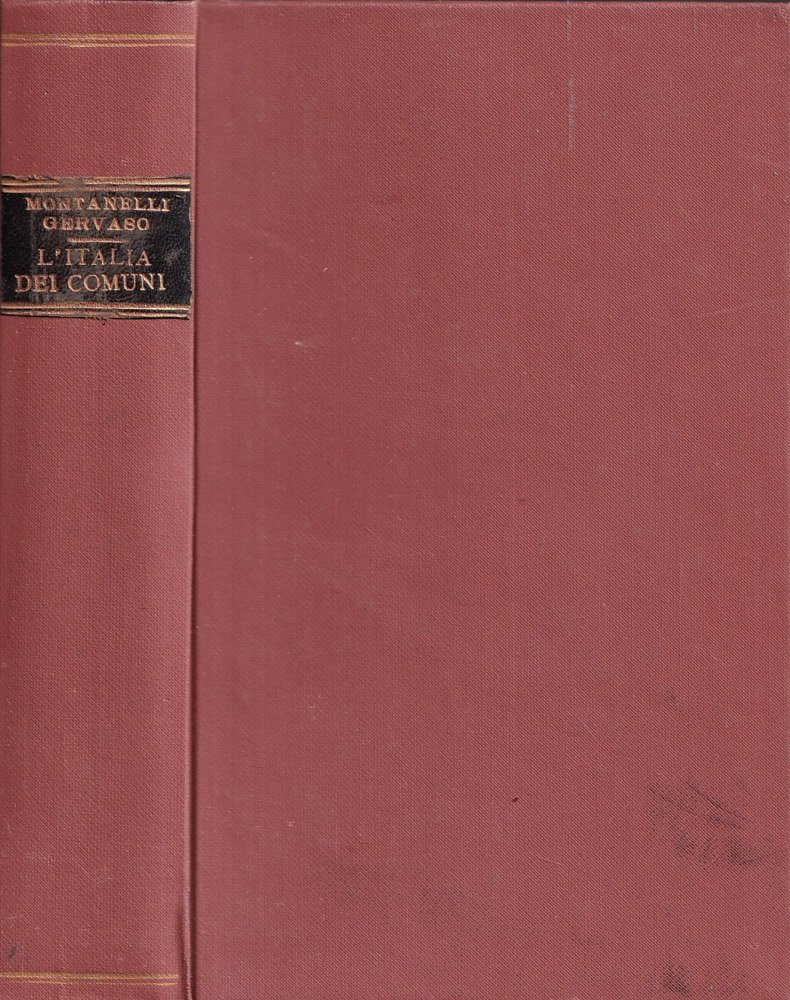 MONTANELLI
GERVASO
L'ITALIA
DEI COMUNI